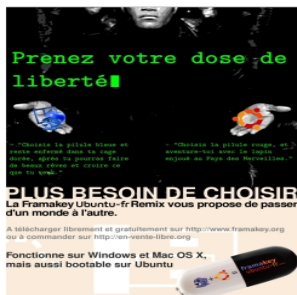 Prenez votre dose de
liberté
- "Choisis la pilule bleue et
reste enfermé dans ta cage
dorée, après tu pourras faire
de beaux rêves et croire ce
que tu veux."
- "Choisis la pilule rouge, et
aventure-toi avec le lapin
enjoué au Pays des Merveilles."
PLUS BESOIN DE CHOISIR
La Framakey Ubuntu-fr Remix vous propose de passer
d'un monde à l'autre.
A télécharger librement et gratuitement sur http://www.framakey.org
ou à commander sur http://en-vente-libre.org
Fonctionne sur Windows et Mac OS X,
mais aussi bootable sur Ubuntu
framakey
ubuntu-fr